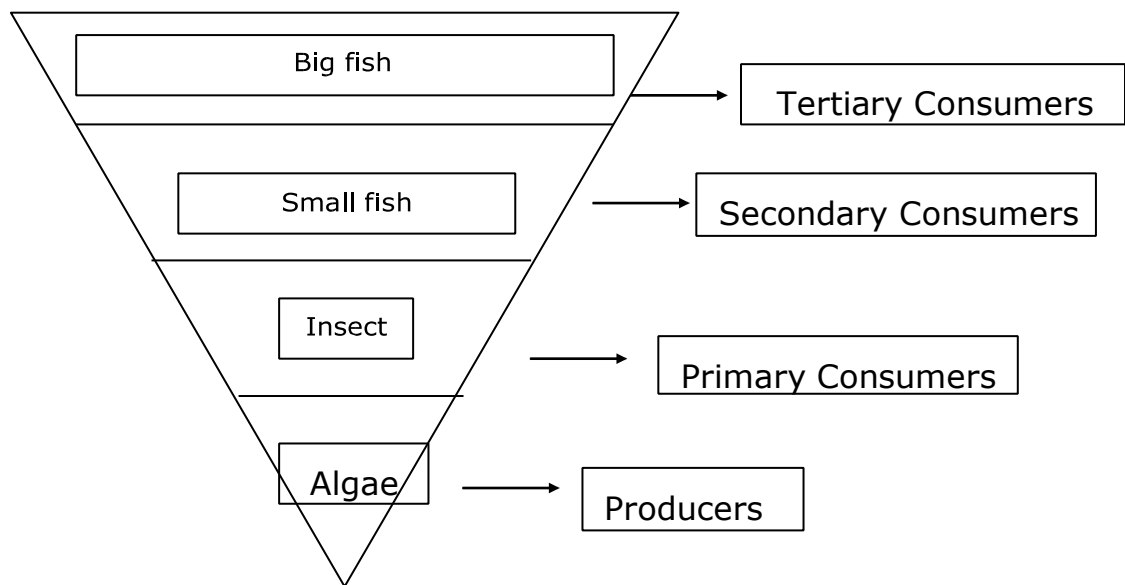 Big fish
Tertiary Consumers
Small fish
Secondary Consumers
Insect
Primary Consumers
Algae
Producers